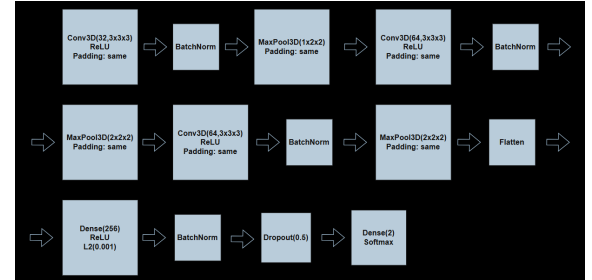 Conv3D(32,3x3x3)
ReLU
Padding: same
BatchNorm
MaxPool3D(1x2x2)
Padding: same
Conv3D(64,3x3x3)
ReLU
Padding: same
BatchNorm
MaxPool3D(2x2x2)
Padding: same
Conv3D(64,3x3x3)
ReLU
Padding: same
BatchNorm
MaxPool3D(2x2x2)
Padding: same
Flatten
Dense(256)
ReLU
L2(0.001)
BatchNorm
Dropout(0.5)
Dense(2)
Softmax